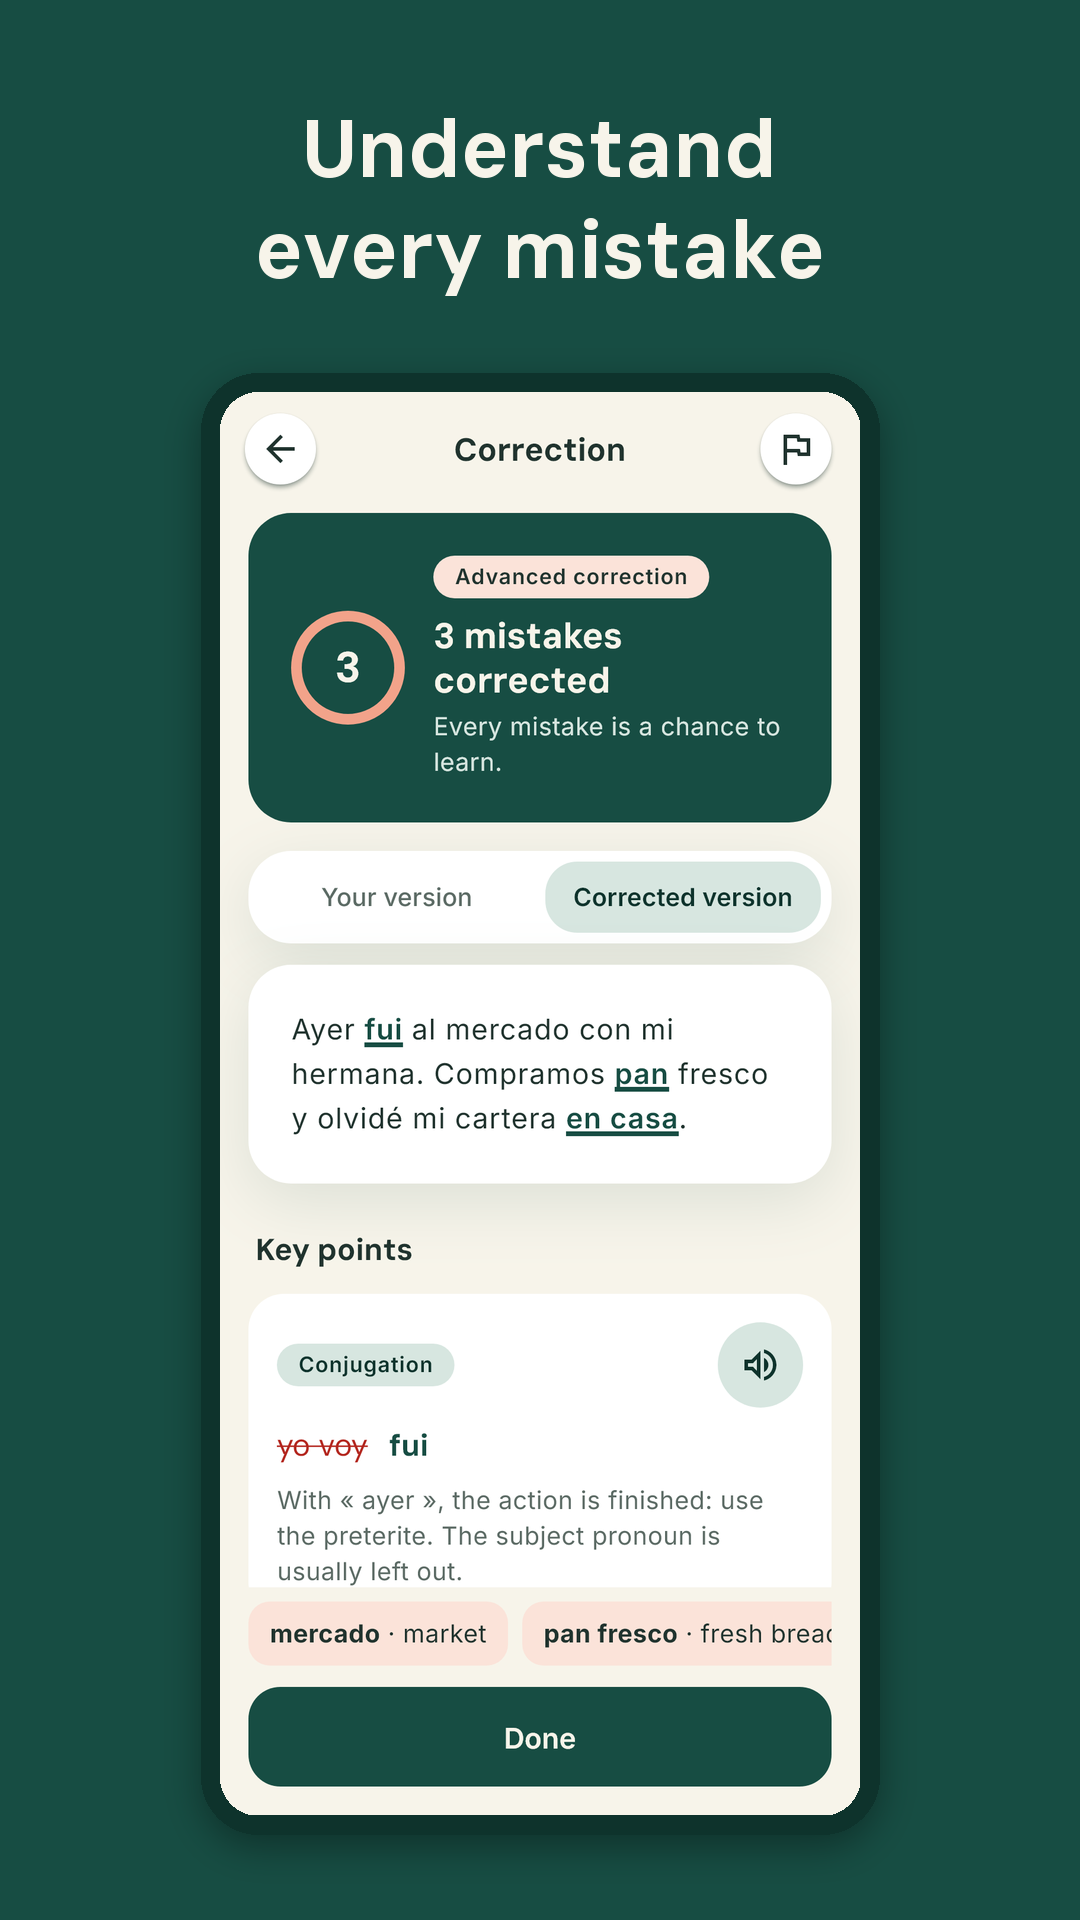 Understand
every mistake
Correction
Advanced correction
3
3 mistakes
corrected
Every mistake is a chance to
learn.
Your version
Corrected version
Ayer fui al mercado con mi
hermana. Compramos pan fresco
y olvidé mi cartera en casa.
Key points
Conjugation
yo voy fui
With « ayer », the action is finished: use
the preterite. The subject pronoun is
usually left out.
mercado · market
pan fresco · fresh
Done